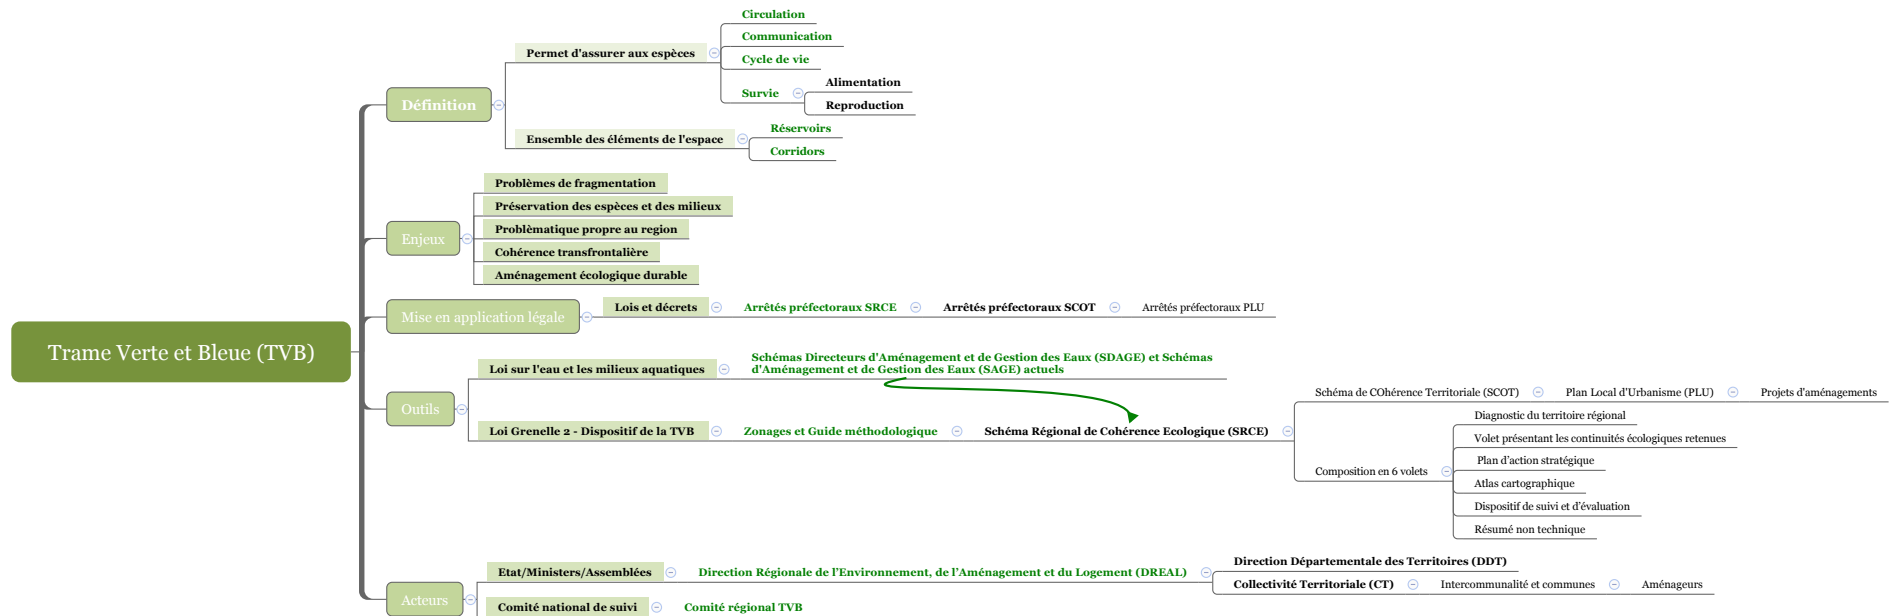 Trame Verte et Bleue (TVB)
Définition
Permet d'assurer aux espèces
Circulation
Communication
Cycle de vie
Survie
Alimentation
Reproduction
Ensemble des éléments de l'espace
Réservoirs
Corridors
Enjeux
Problèmes de fragmentation
Préservation des espèces et des milieux
Problèmatique propre au region
Cohérence transfrontalière
Aménagement écologique durable
Mise en application légale
Lois et décrets
Arrêtés préfectoraux SRCE
Arrêtés préfectoraux SCOT
Arrêtés préfectoraux PLU
Outils
Loi sur l'eau et les milieux aquatiques
Schémas Directeurs d'Aménagement et de Gestion des Eaux (SDAGE) et Schémas
d'Aménagement et de Gestion des Eaux (SAGE) actuels
Loi Grenelle 2 - Dispositif de la TVB
Zonages et Guide méthodologique
Schéma Régional de Cohérence Ecologique (SRCE)
Schéma de COhérence Territoriale (SCOT)
Plan Local d'Urbanisme (PLU)
Projets d'aménagements
Composition en 6 volets
Diagnostic du territoire régional
Volet présentant les continuités écologiques retenues
Plan d'action stratégique
Atlas cartographique
Dispositif de suivi et d'évaluation
Résumé non technique
Acteurs
Etat/Ministers/Assemblées
Direction Régionale de l'Environnement, de l'Aménagement et du Logement (DREAL)
Direction Départementale des Territoires (DDT)
Collectivité Territoriale (CT)
Intercommunalité et communes
Aménageurs
Comité national de suivi
Comité régional TVB